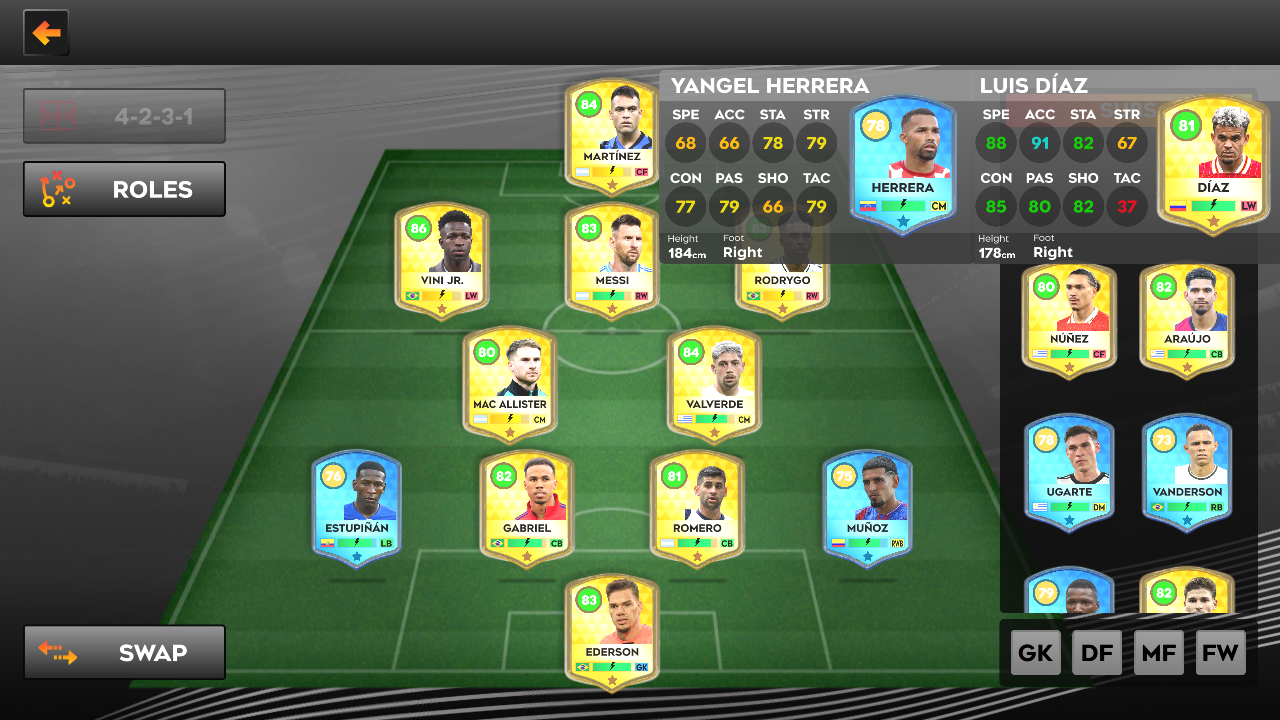 YANGEL HERRERA
LUIS DÍAZ
SUBS
4-2-3-1
ROLES
SWAP
SPE ACC STA STR
68 66 78 79
CON PAS SHO TAC
77 79 66 79
Height Foot
184cm Right
78
HERRERA
CM
SPE ACC STA STR
88 91 82 67
CON PAS SHO TAC
85 80 82 37
Height Foot
178cm Right
81
DÍAZ
LW
84
MARTÍNEZ
CF
86
VINI JR.
LW
83
MESSI
RW
83
RODRYGO
RW
80
MAC ALLISTER
CM
84
VALVERDE
CM
76
ESTUPIÑÁN
LB
82
GABRIEL
CB
81
ROMERO
CB
75
MUÑOZ
RWB
83
EDERSON
GK
80
NÚÑEZ
CF
82
ARAÚJO
CB
78
UGARTE
DM
73
VANDERSON
RB
79
82
GK DF MF FW